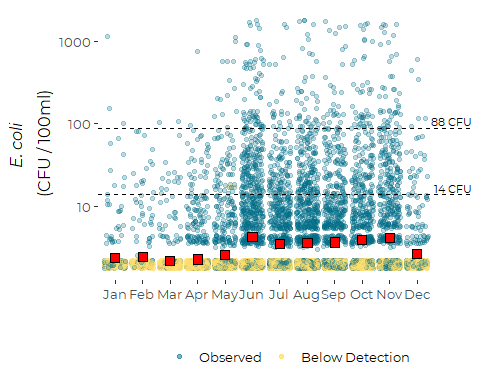 1000
100
10
E. coli
(CFU / 100ml)
88 CFU
14 CFU
Jan Feb Mar Apr May Jun Jul Aug Sep Oct Nov Dec
Observed Below Detection